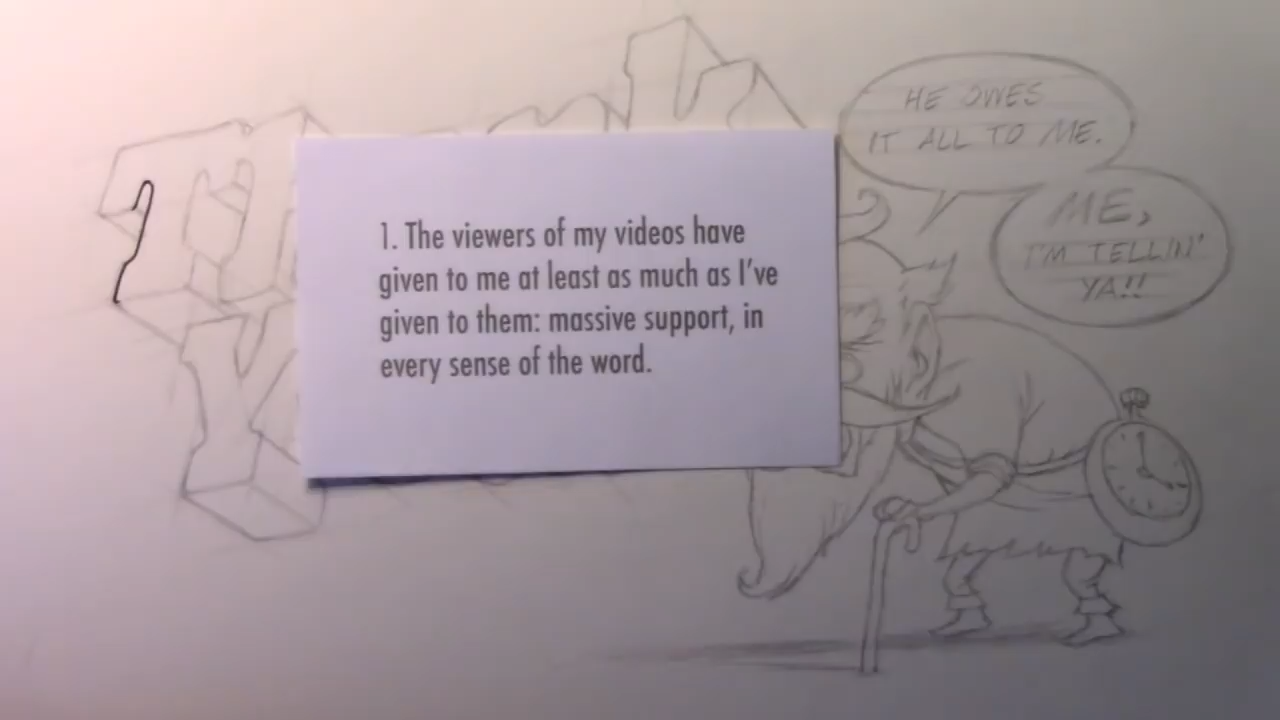 HE OWES
IT ALL TO ME.
ME,
I'M TELLIN'
YA!!
1. The viewers of my videos have
given to me at least as much as I've
given to them: massive support, in
every sense of the word.